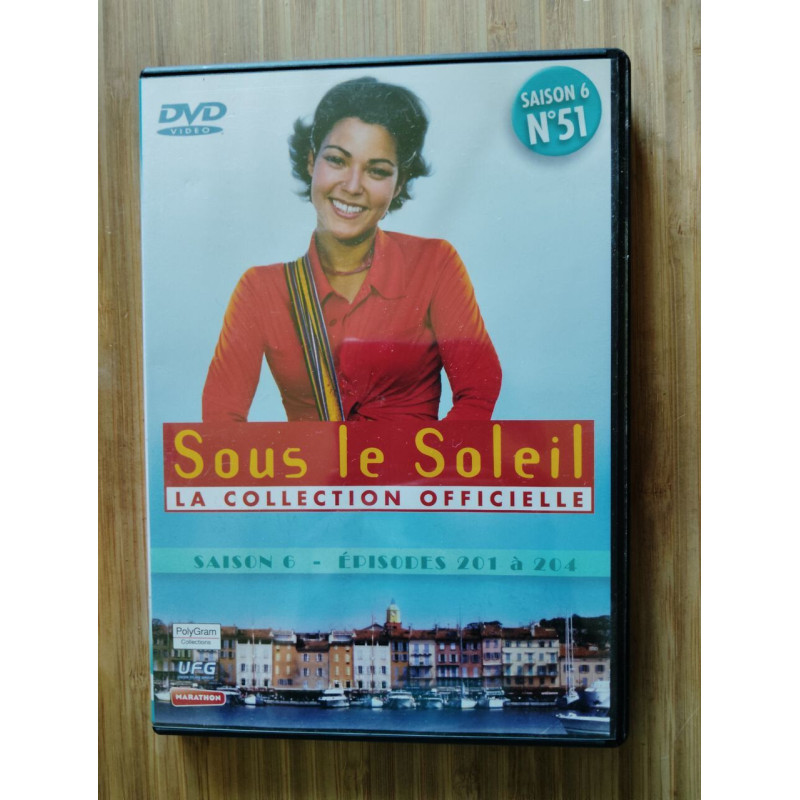 DVD
VIDEO
SAISON 6
N°51
Sous le Soleil
LA COLLECTION OFFICIELLE
SAISON 6 - ÉPISODES 201 à 204
PolyGram
Collections
UFG
MARATHON